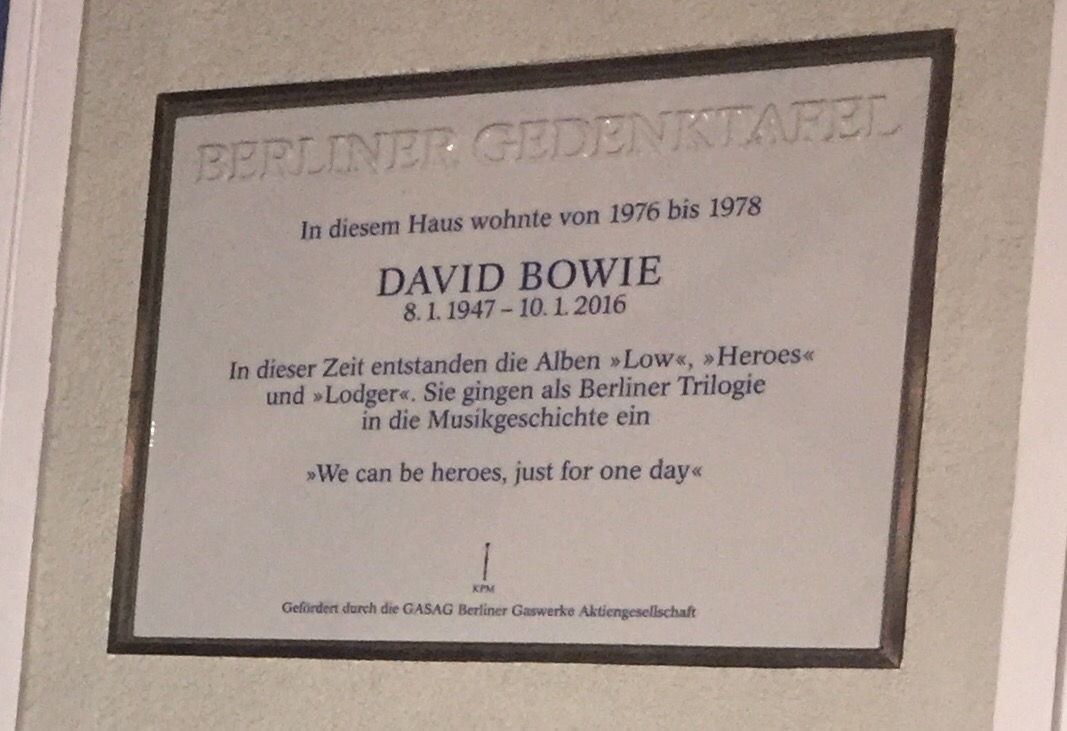 BERLINER GEDENKTAFEL
In diesem Haus wohnte von 1976 bis 1978
DAVID BOWIE
8. 1. 1947 – 10. 1. 2016
In dieser Zeit entstanden die Alben »Low«, »Heroes«
und »Lodger«. Sie gingen als Berliner Trilogie
in die Musikgeschichte ein
»We can be heroes, just for one day«
KPM
Gefördert durch die GASAG Berliner Gaswerke Aktiengesellschaft